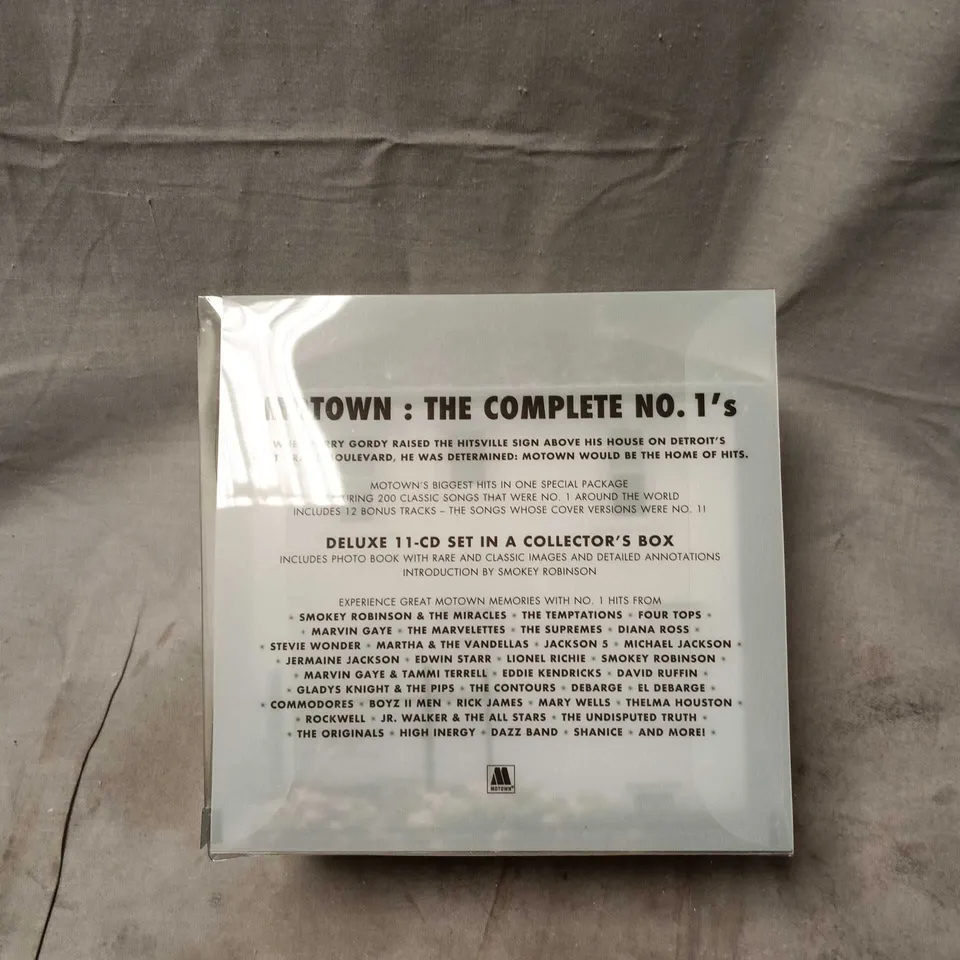 MOTOWN : THE COMPLETE NO. 1's
GORDY RAISED THE HITSVILLE SIGN ABOVE HIS HOUSE ON DETROIT'S
BOULEVARD, HE WAS DETERMINED: MOTOWN WOULD BE THE HOME OF HITS.
MOTOWN'S BIGGEST HITS IN ONE SPECIAL PACKAGE
200 CLASSIC SONGS THAT WERE NO. 1 AROUND THE WORLD
INCLUDES 12 BONUS TRACKS – THE SONGS WHOSE COVER VERSIONS WERE NO. 1!
DELUXE 11-CD SET IN A COLLECTOR'S BOX
INCLUDES PHOTO BOOK WITH RARE AND CLASSIC IMAGES AND DETAILED ANNOTATIONS
INTRODUCTION BY SMOKEY ROBINSON
EXPERIENCE GREAT MOTOWN MEMORIES WITH NO. 1 HITS FROM
* SMOKEY ROBINSON & THE MIRACLES * THE TEMPTATIONS * FOUR TOPS *
* MARVIN GAYE * THE MARVELETTES * THE SUPREMES * DIANA ROSS *
* STEVIE WONDER * MARTHA & THE VANDELLAS * JACKSON 5 * MICHAEL JACKSON *
* JERMAINE JACKSON * EDWIN STARR * LIONEL RICHIE * SMOKEY ROBINSON *
* MARVIN GAYE & TAMMI TERRELL * EDDIE KENDRICKS * DAVID RUFFIN *
* GLADYS KNIGHT & THE PIPS * THE CONTOURS * DEBARGE * EL DEBARGE *
* COMMODORES * BOYZ II MEN * RICK JAMES * MARY WELLS * THELMA HOUSTON *
* ROCKWELL * JR. WALKER & THE ALL STARS * THE UNDISPUTED TRUTH *
* THE ORIGINALS * HIGH INERGY * DAZZ BAND * SHANICE * AND MORE! *
MOTOWN